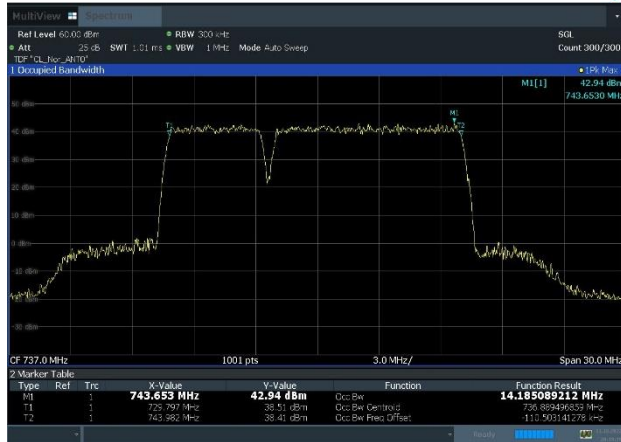 MultiView Spectrum
Ref Level 60.00 dBm RBW 300 kHz SGL
Att 25 dB SWT 1.01 ms VBW 1 MHz Mode Auto Sweep Count 300/300
TDF "CL_Nor_ANT0"
1 Occupied Bandwidth 1Pk Max
M1[1] 42.94 dBm
743.6530 MHz
50 dBm
M1
T1 T2
40 dBm
30 dBm
20 dBm
10 dBm
0 dBm
-10 dBm
-20 dBm
-30 dBm
CF 737.0 MHz 1001 pts 3.0 MHz/ Span 30.0 MHz
2 Marker Table
Type Ref Trc X-Value Y-Value Function Function Result
M1 1 743.653 MHz 42.94 dBm Occ Bw 14.185089212 MHz
T1 1 729.797 MHz 38.51 dBm Occ Bw Centroid 736.889496859 MHz
T2 1 743.982 MHz 38.41 dBm Occ Bw Freq Offset -110.503141278 kHz
Ready